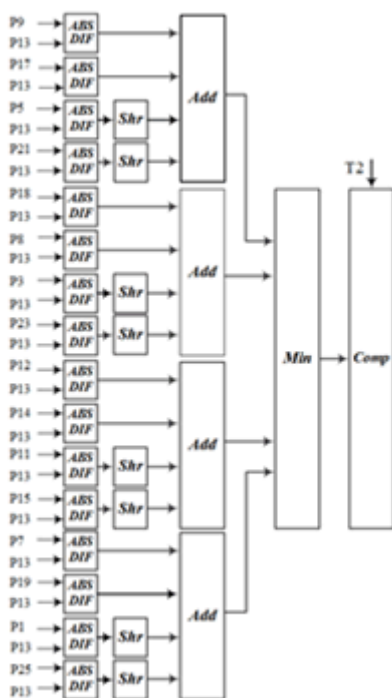 P9
ABS
DIF
P13
P17
ABS
DIF
P13
Add
P5
ABS
DIF
Shr
P13
P21
ABS
DIF
Shr
P13
T2
P18
ABS
DIF
P13
P8
ABS
DIF
P13
Add
P3
ABS
DIF
Shr
P13
P23
ABS
DIF
Shr
P13
Min
Comp
P12
ABS
DIF
P13
P14
ABS
DIF
P13
Add
P11
ABS
DIF
Shr
P13
P15
ABS
DIF
Shr
P13
P7
ABS
DIF
P13
P19
ABS
DIF
P13
Add
P1
ABS
DIF
Shr
P13
P25
ABS
DIF
Shr
P13